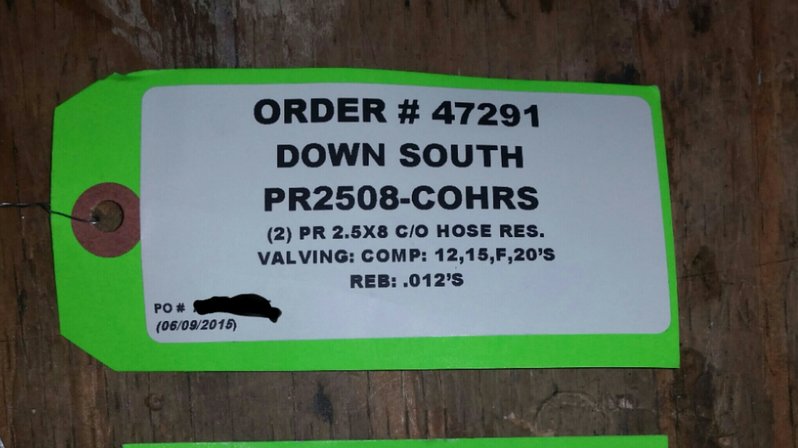 ORDER # 47291
DOWN SOUTH
PR2508-COHRS
(2) PR 2.5X8 C/O HOSE RES.
VALVING: COMP: 12,15,F,20'S
REB: .012'S
PO #
(06/09/2015)